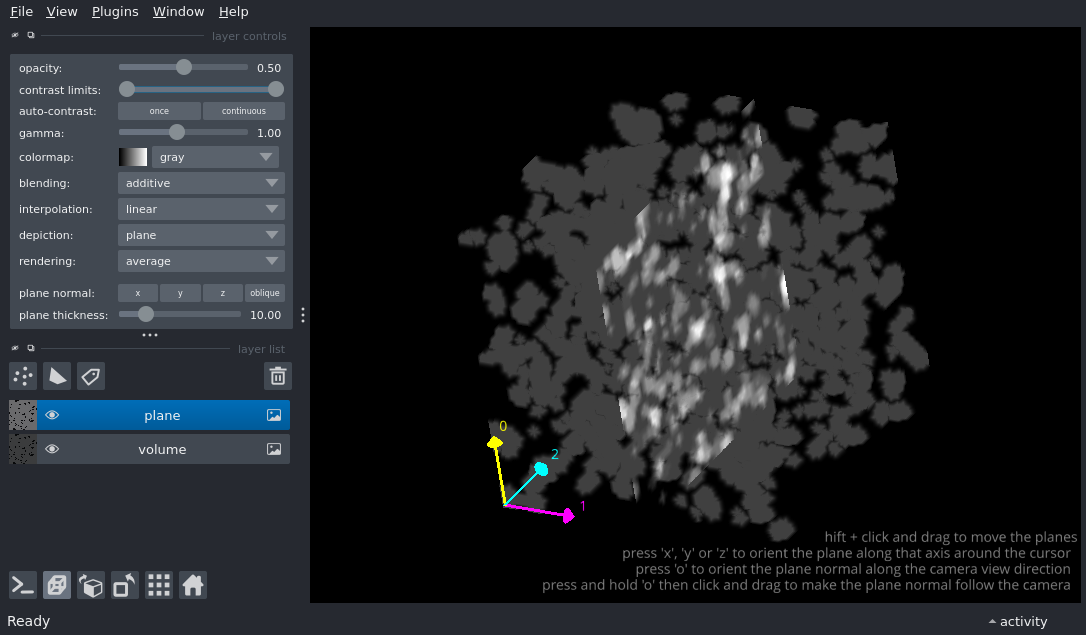 File View Plugins Window Help
layer controls
opacity: 0.50
contrast limits:
auto-contrast: once continuous
gamma: 1.00
colormap: gray
blending: additive
interpolation: linear
depiction: plane
rendering: average
plane normal: x y z oblique
plane thickness: 10.00
layer list
plane
volume
0
2
1
hift + click and drag to move the planes
press 'x', 'y' or 'z' to orient the plane along that axis around the cursor
press 'o' to orient the plane normal along the camera view direction
press and hold 'o' then click and drag to make the plane normal follow the camera
Ready activity